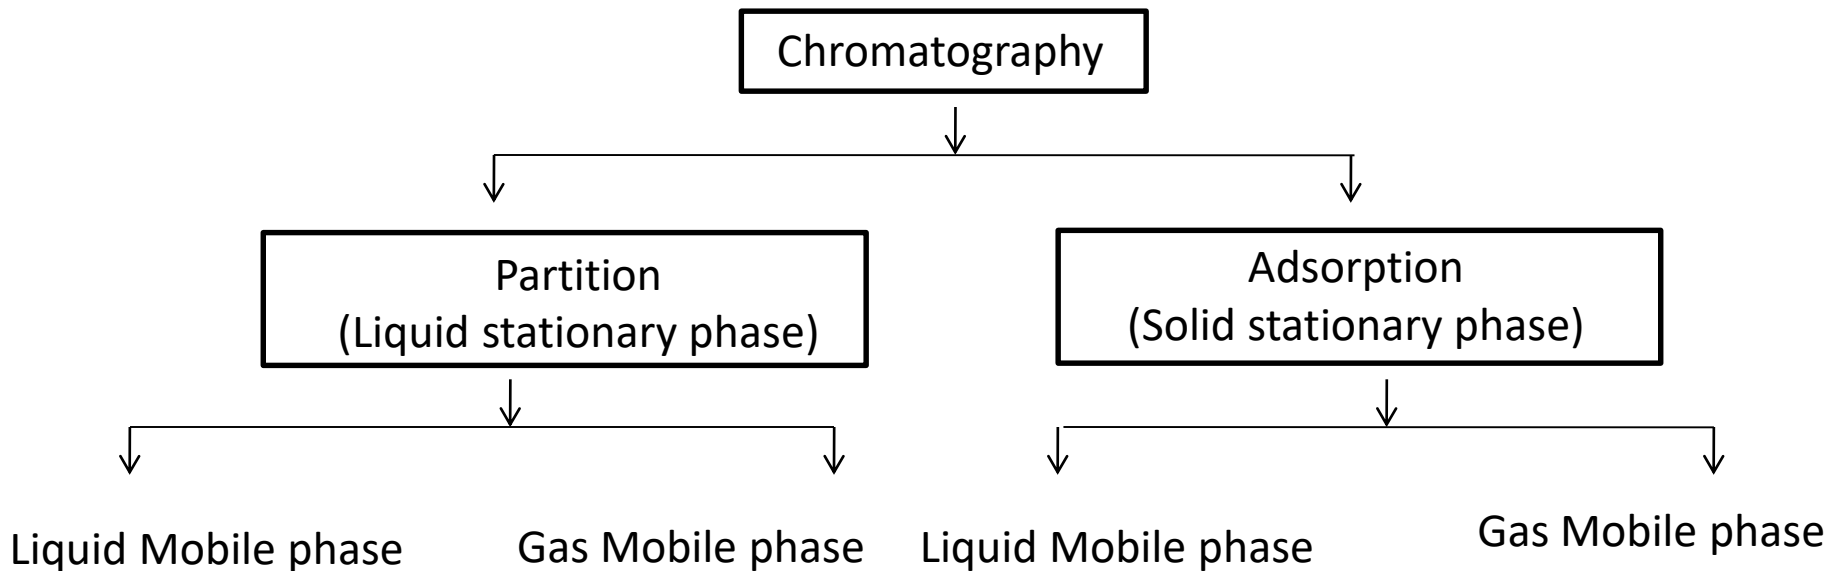 Chromatography
Partition
(Liquid stationary phase)
Adsorption
(Solid stationary phase)
Liquid Mobile phase
Gas Mobile phase
Liquid Mobile phase
Gas Mobile phase